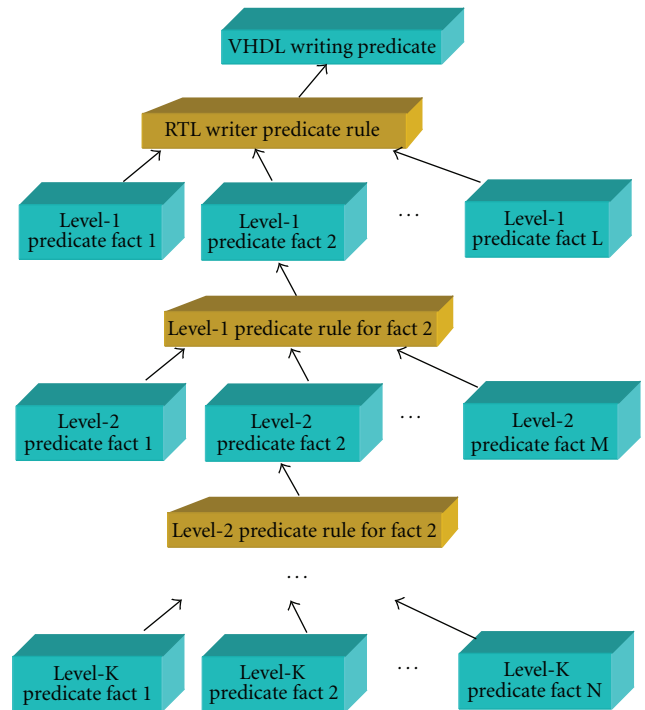 VHDL writing predicate
RTL writer predicate rule
Level-1
predicate fact 1
Level-1
predicate fact 2
...
Level-1
predicate fact L
Level-1 predicate rule for fact 2
Level-2
predicate fact 1
Level-2
predicate fact 2
...
Level-2
predicate fact M
Level-2 predicate rule for fact 2
...
Level-K
predicate fact 1
Level-K
predicate fact 2
...
Level-K
predicate fact N